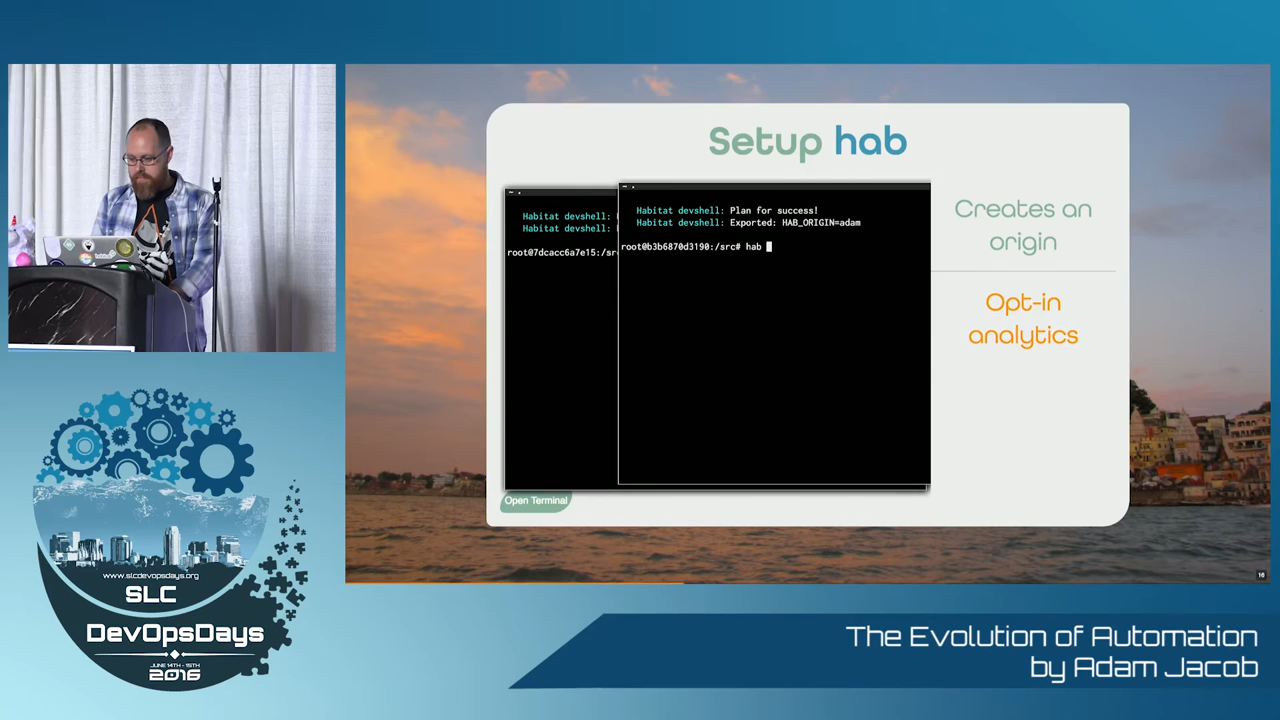 Setup hab
Habitat devshell:
Habitat devshell:
root@7dcacc6a7e15:/sr
Habitat devshell: Plan for success!
Habitat devshell: Exported: HAB_ORIGIN=adam
root@b3b6870d3190:/src# hab
Creates an
origin
Opt-in
analytics
Open Terminal
16
www.slcdevopsdays.org
SLC
DevOpsDays
JUNE 14TH - 15TH
2016
The Evolution of Automation
by Adam Jacob